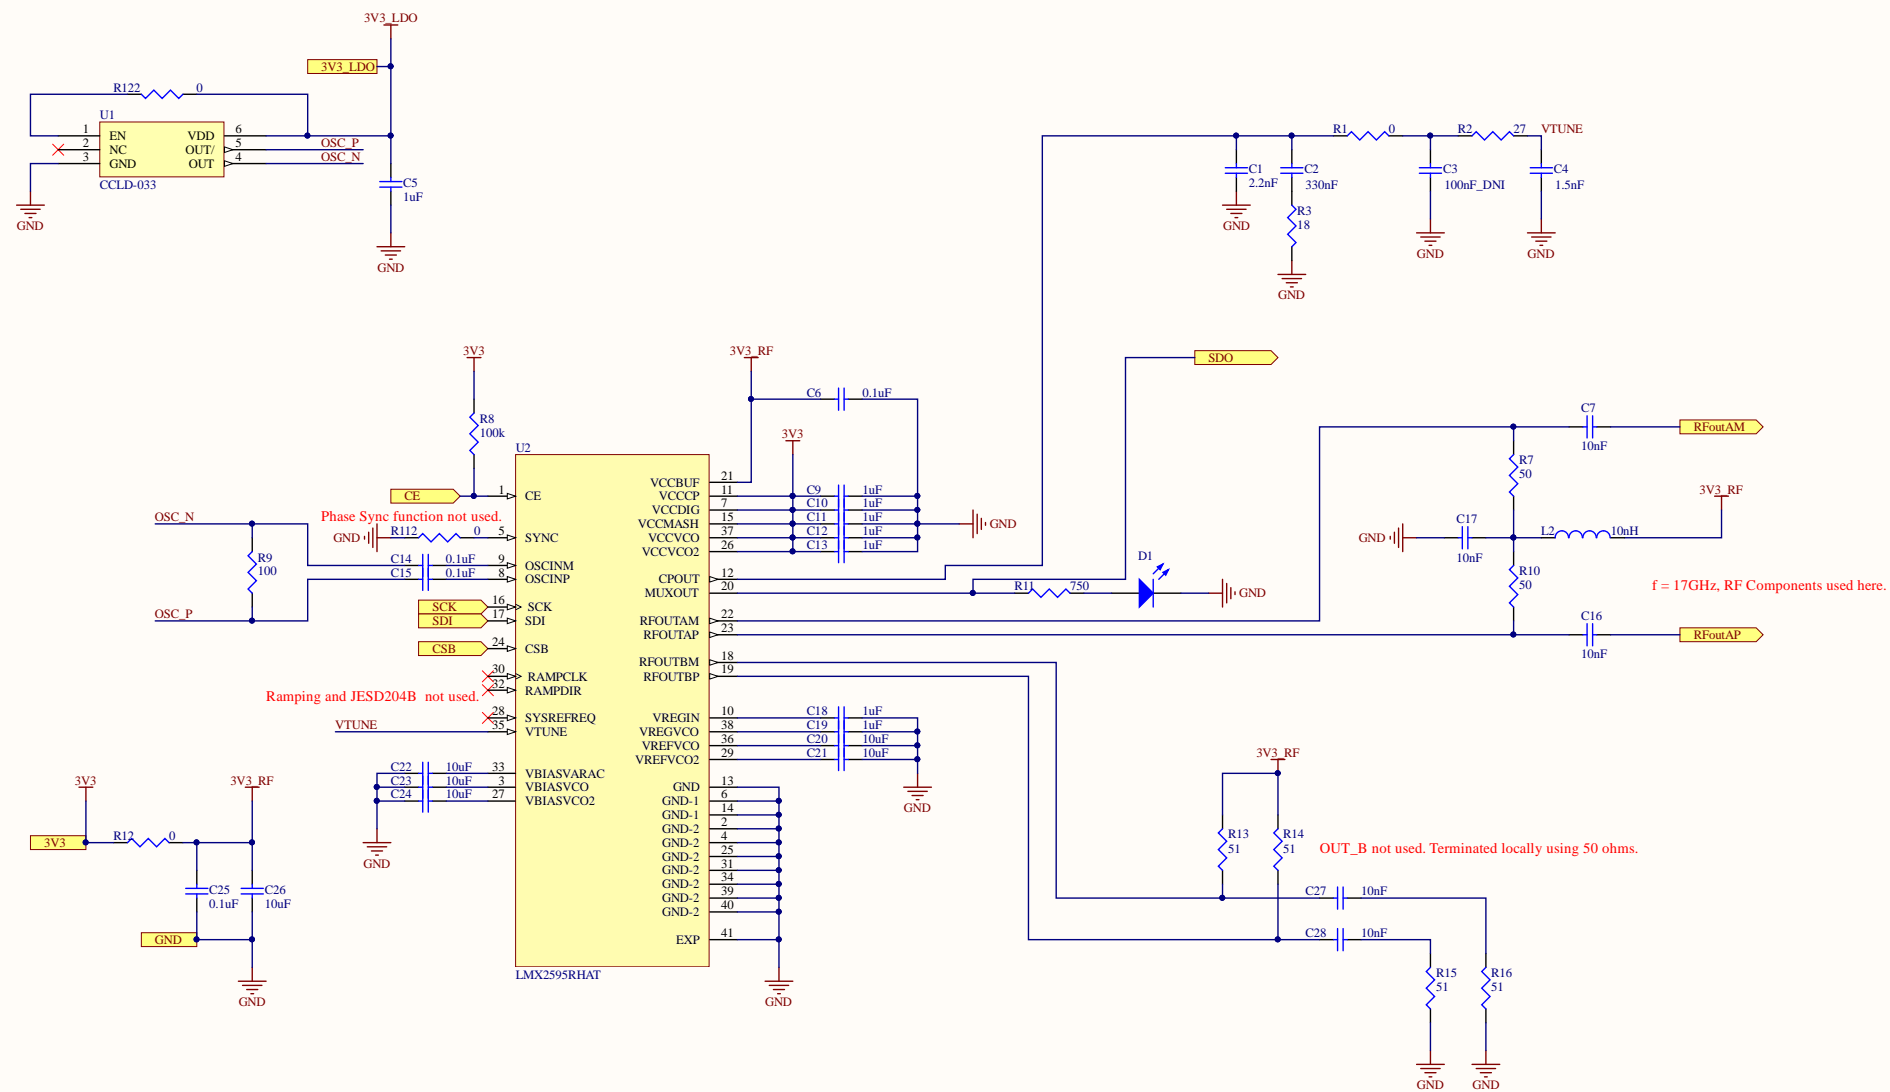 3V3_LDO
3V3_LDO
R122 0
U1
1 EN VDD 6
2 NC OUT/ 5 OSC_P
3 GND OUT 4 OSC_N
CCLD-033
GND
C5
1uF
GND
R1 0 R2 27 VTUNE
C1
2.2nF
GND
C2
330nF
R3
18
GND
C3
100nF_DNI
GND
C4
1.5nF
GND
3V3
R8
100k
3V3_RF
C6 0.1uF
3V3
SDO
U2
CE 1 CE
OSC_N
Phase Sync function not used.
GND R112 0 5 SYNC
R9
100
C14 0.1uF 9 OSCINM
C15 0.1uF 8 OSCINP
OSC_P
SCK 16 SCK
SDI 17 SDI
CSB 24 CSB
30 RAMPCLK
32 RAMPDIR
Ramping and JESD204B  not used.
28 SYSREFREQ
VTUNE 35 VTUNE
C22 10uF 33 VBIASVARAC
C23 10uF 3 VBIASVCO
C24 10uF 27 VBIASVCO2
GND
VCCBUF 21
VCCCP 11 C9 1uF
VCCDIG 7 C10 1uF
VCCMASH 15 C11 1uF
GND
VCCVCO 37 C12 1uF
VCCVCO2 26 C13 1uF
CPOUT 12
MUXOUT 20 R11 750
D1
GND
RFOUTAM 22
RFOUTAP 23
RFOUTBM 18
RFOUTBP 19
VREGIN 10 C18 1uF
VREGVCO 38 C19 1uF
VREFVCO 36 C20 10uF
VREFVCO2 29 C21 10uF
GND
GND 13
GND-1 6
GND-1 14
GND-2 2
GND-2 4
GND-2 25
GND-2 31
GND-2 34
GND-2 39
GND-2 40
EXP 41
LMX2595RHAT
GND
C7
10nF
RFoutAM
R7
50
3V3_RF
GND
C17
10nF
L2 10nH
R10
50
f = 17GHz, RF Components used here.
C16
10nF
RFoutAP
3V3 3V3_RF
3V3 R12 0
C25
0.1uF
C26
10uF
GND
GND
3V3_RF
R13
51
R14
51
OUT_B not used. Terminated locally using 50 ohms.
C27 10nF
C28 10nF
R15
51
R16
51
GND
GND